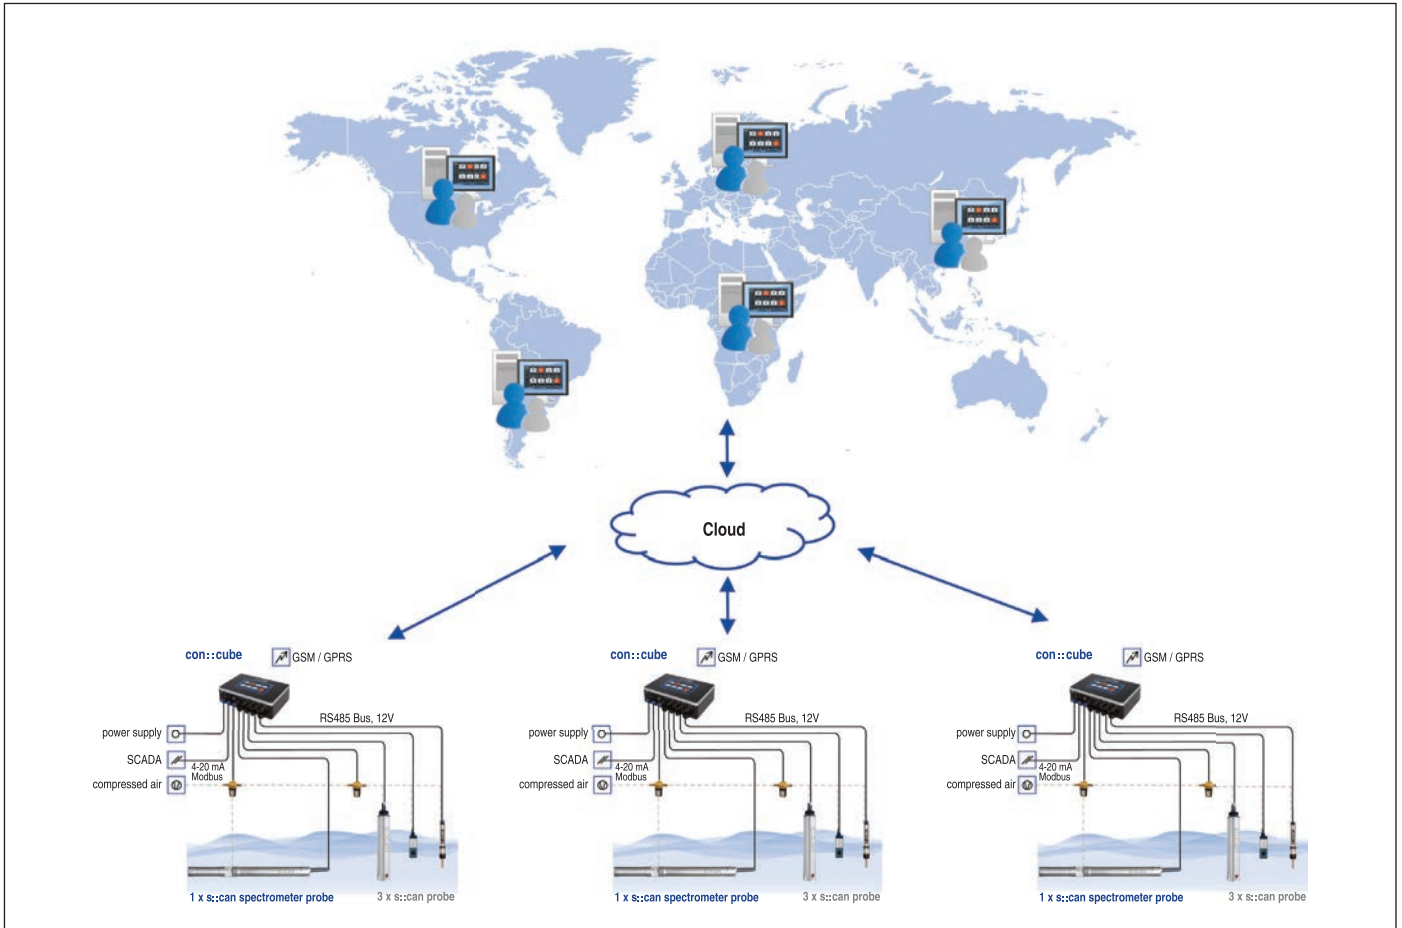 Cloud
con::cube
GSM / GPRS
RS485 Bus, 12V
power supply
SCADA
4-20 mA
Modbus
compressed air
1 x s::can spectrometer probe
3 x s::can probe
con::cube
GSM / GPRS
RS485 Bus, 12V
power supply
SCADA
4-20 mA
Modbus
compressed air
1 x s::can spectrometer probe
3 x s::can probe
con::cube
GSM / GPRS
RS485 Bus, 12V
power supply
SCADA
4-20 mA
Modbus
compressed air
1 x s::can spectrometer probe
3 x s::can probe